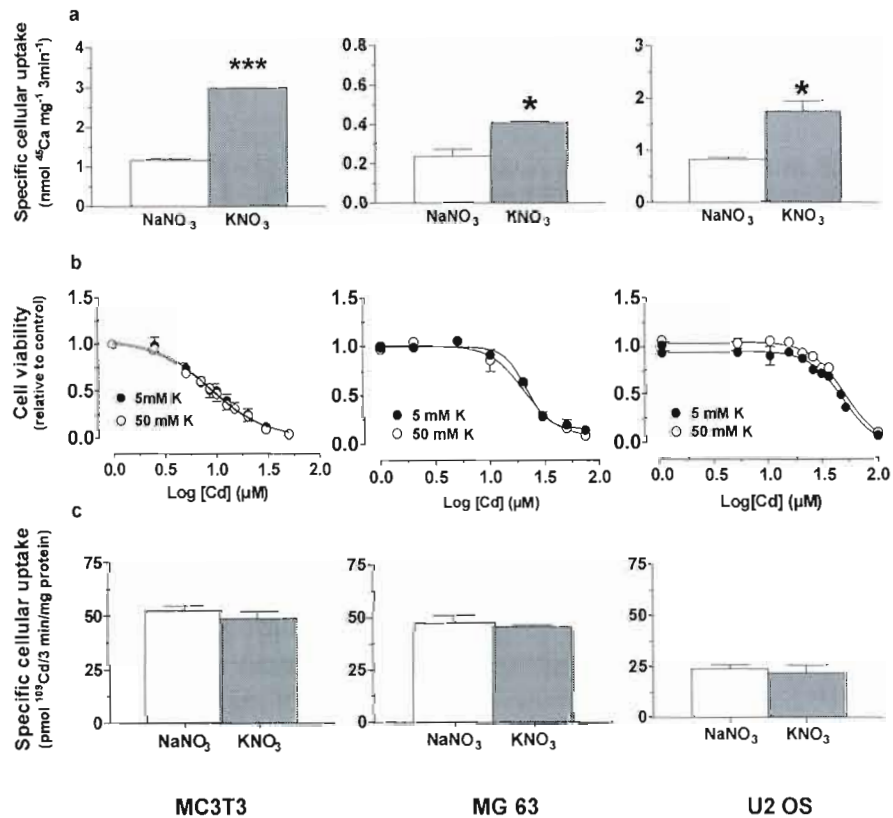 a
Specific cellular uptake
(nmol ⁴⁵Ca mg⁻¹ 3min⁻¹)
4
3
2
1
0
***
NaNO₃ KNO₃
0.8
0.6
0.4
0.2
0.0
*
NaNO₃ KNO₃
3
2
1
0
*
NaNO₃ KNO₃
b
Cell viability
(relative to control)
1.5
1.0
0.5
0.0
5mM K
50 mM K
0.0 0.5 1.0 1.5 2.0
Log [Cd] (µM)
1.5
1.0
0.5
0.0
5 mM K
50 mM K
0.0 0.5 1.0 1.5 2.0
Log [Cd] (µM)
1.5
1.0
0.5
0.0
5 mM K
50 mM K
0.0 0.5 1.0 1.5 2.0
Log[Cd] (µM)
c
Specific cellular uptake
(pmol ¹⁰⁹Cd/3 min/mg protein)
75
50
25
0
NaNO₃ KNO₃
75
50
25
0
NaNO₃ KNO₃
75
50
25
0
NaNO₃ KNO₃
MC3T3 MG 63 U2 OS